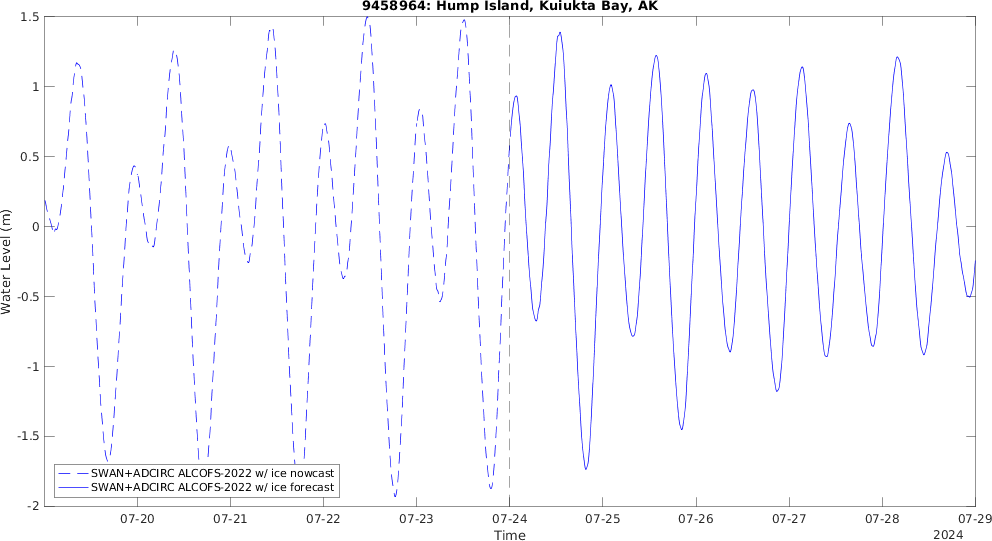 9458964: Hump Island, Kuiukta Bay, AK
Water Level (m)
1.5
1
0.5
0
-0.5
-1
-1.5
-2
SWAN+ADCIRC ALCOFS-2022 w/ ice nowcast
SWAN+ADCIRC ALCOFS-2022 w/ ice forecast
07-20 07-21 07-22 07-23 07-24 07-25 07-26 07-27 07-28 07-29
Time
2024